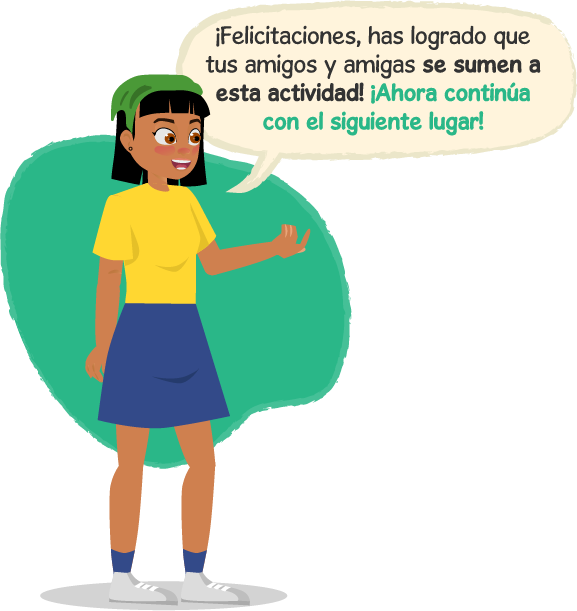 ¡Felicitaciones, has logrado que
tus amigos y amigas se sumen a
esta actividad! ¡Ahora continúa
con el siguiente lugar!